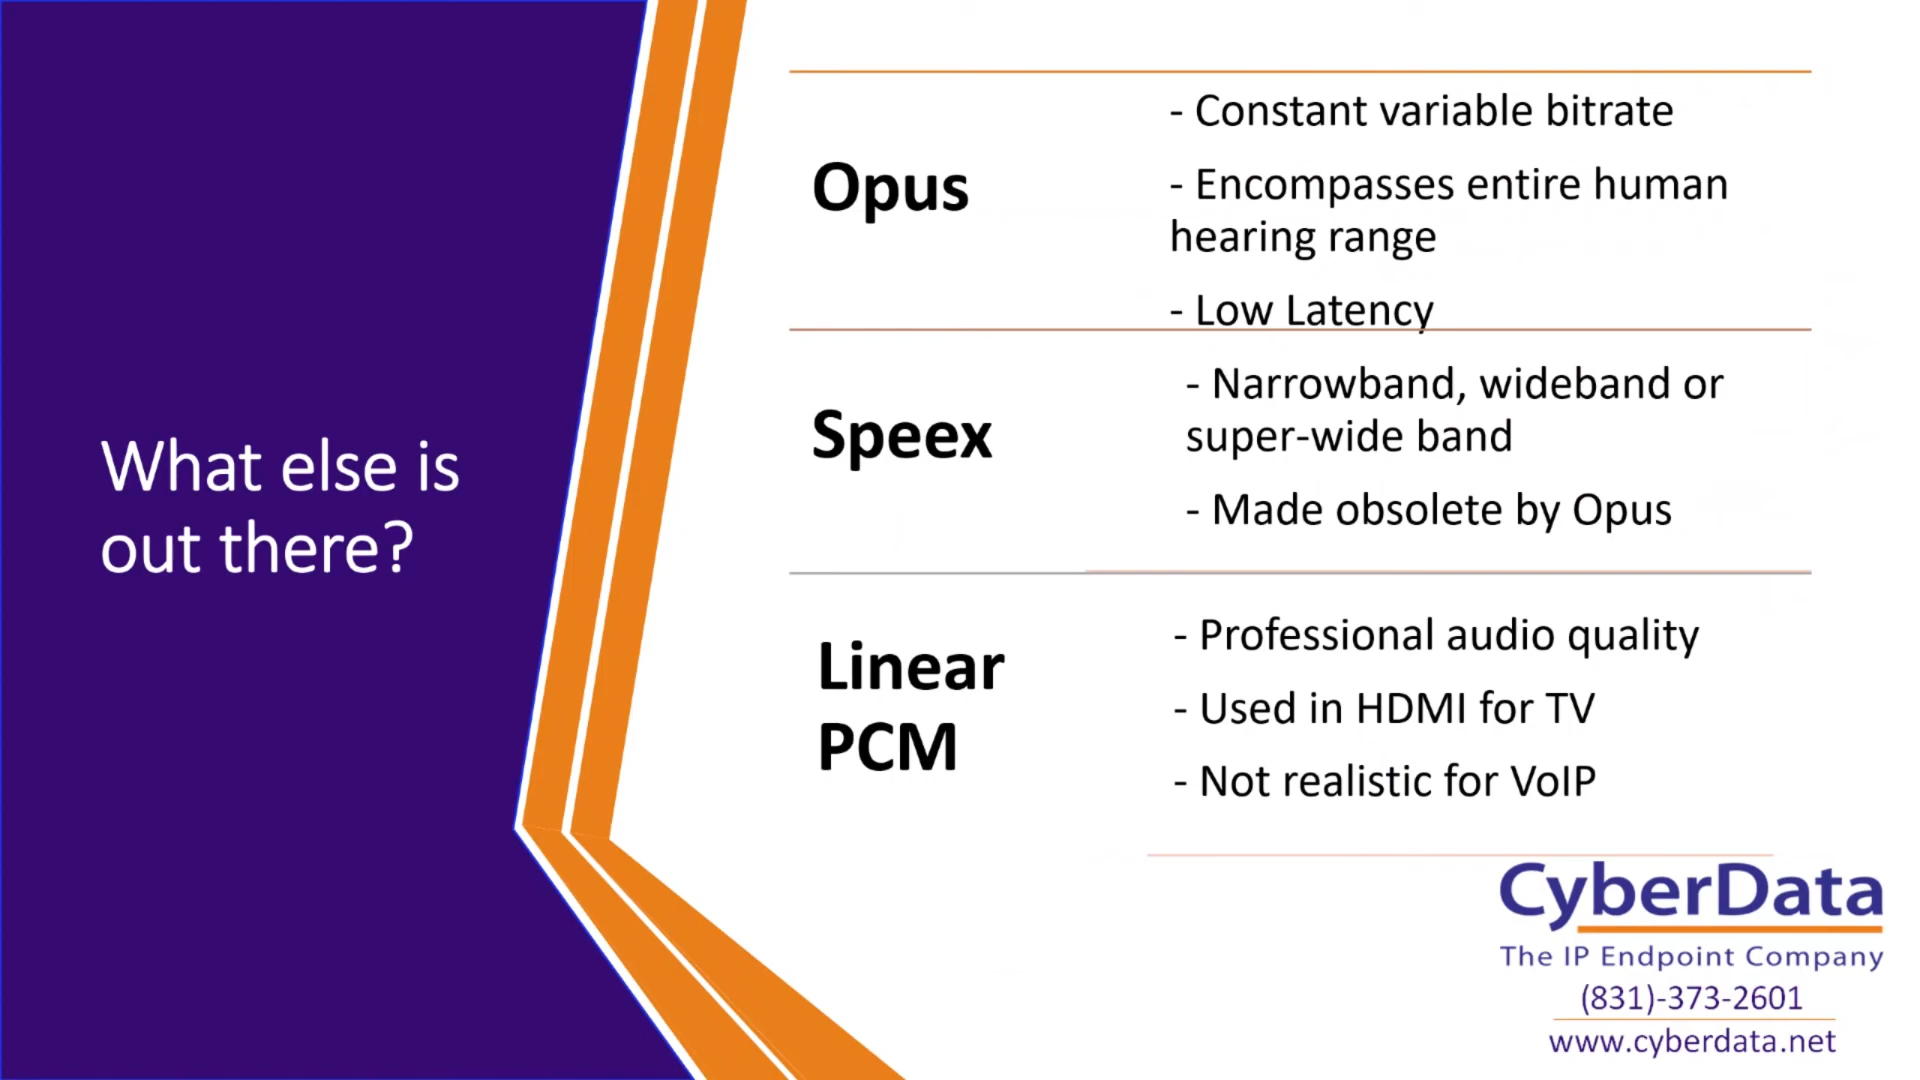 What else is
out there?
Opus
- Constant variable bitrate
- Encompasses entire human
hearing range
- Low Latency
Speex
- Narrowband, wideband or
super-wide band
- Made obsolete by Opus
Linear
PCM
- Professional audio quality
- Used in HDMI for TV
- Not realistic for VoIP
CyberData
The IP Endpoint Company
(831)-373-2601
www.cyberdata.net